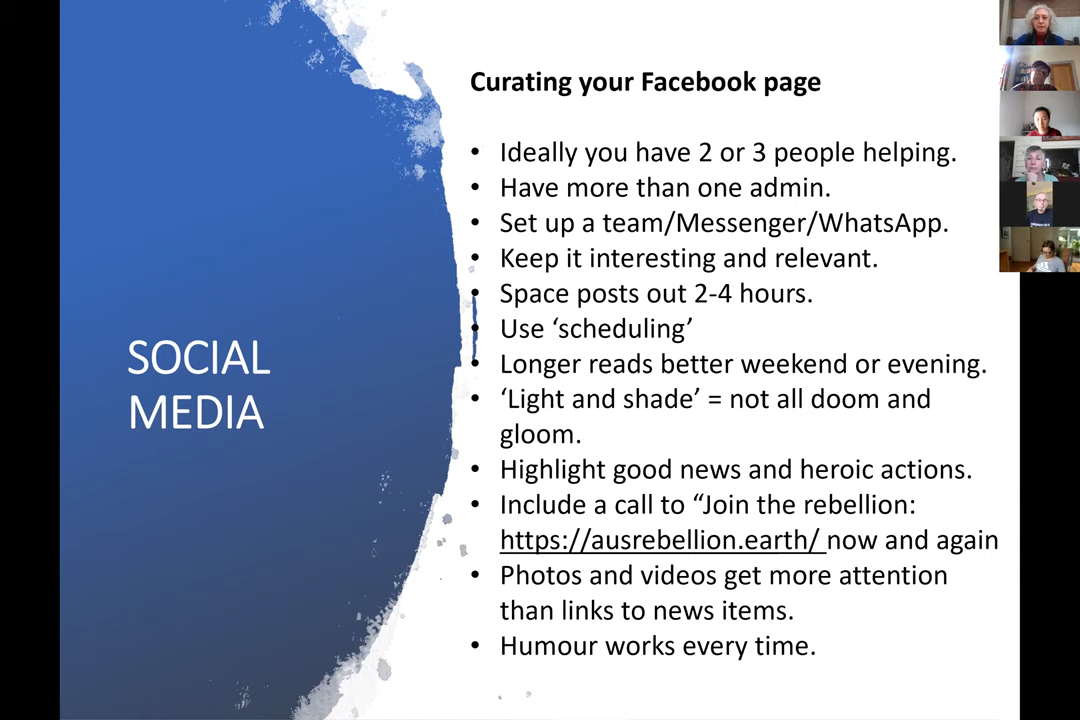 SOCIAL
MEDIA
Curating your Facebook page
• Ideally you have 2 or 3 people helping.
• Have more than one admin.
• Set up a team/Messenger/WhatsApp.
• Keep it interesting and relevant.
• Space posts out 2-4 hours.
• Use ‘scheduling’
• Longer reads better weekend or evening.
• ‘Light and shade’ = not all doom and
gloom.
• Highlight good news and heroic actions.
• Include a call to “Join the rebellion:
https://ausrebellion.earth/ now and again
• Photos and videos get more attention
than links to news items.
• Humour works every time.